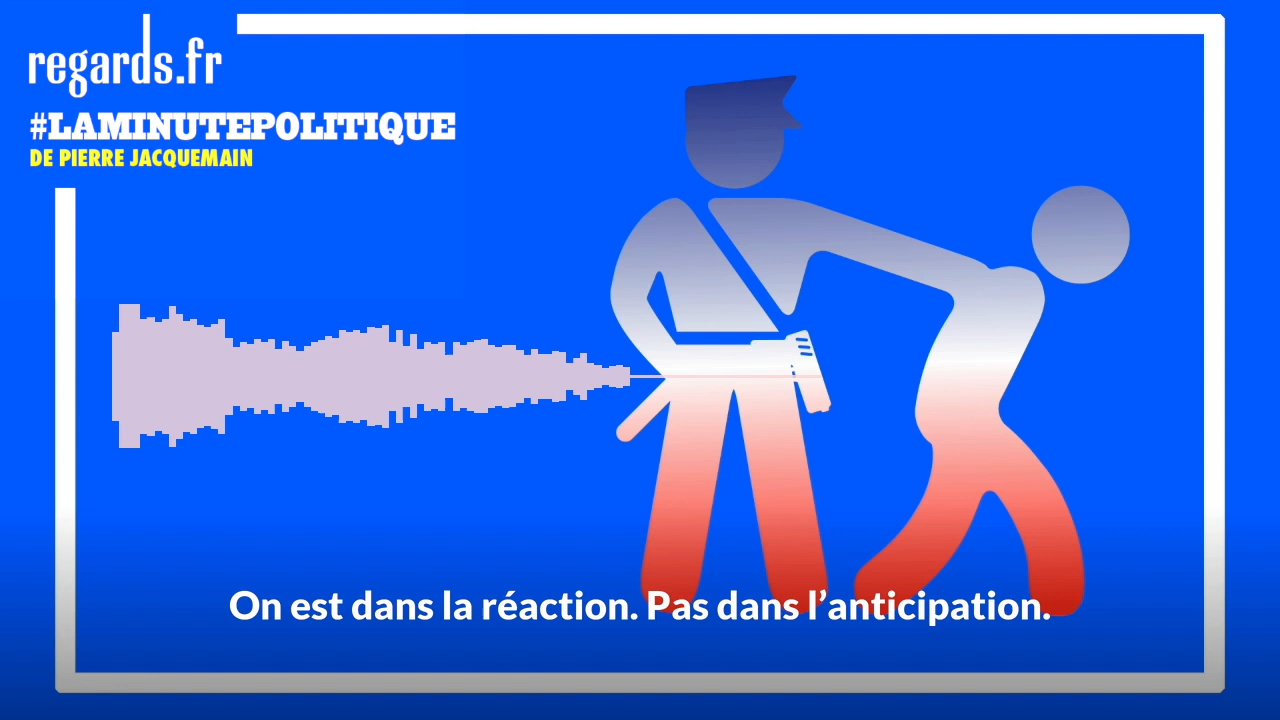 regards.fr
#LAMINUTEPOLITIQUE
DE PIERRE JACQUEMAIN
On est dans la réaction. Pas dans l’anticipation.